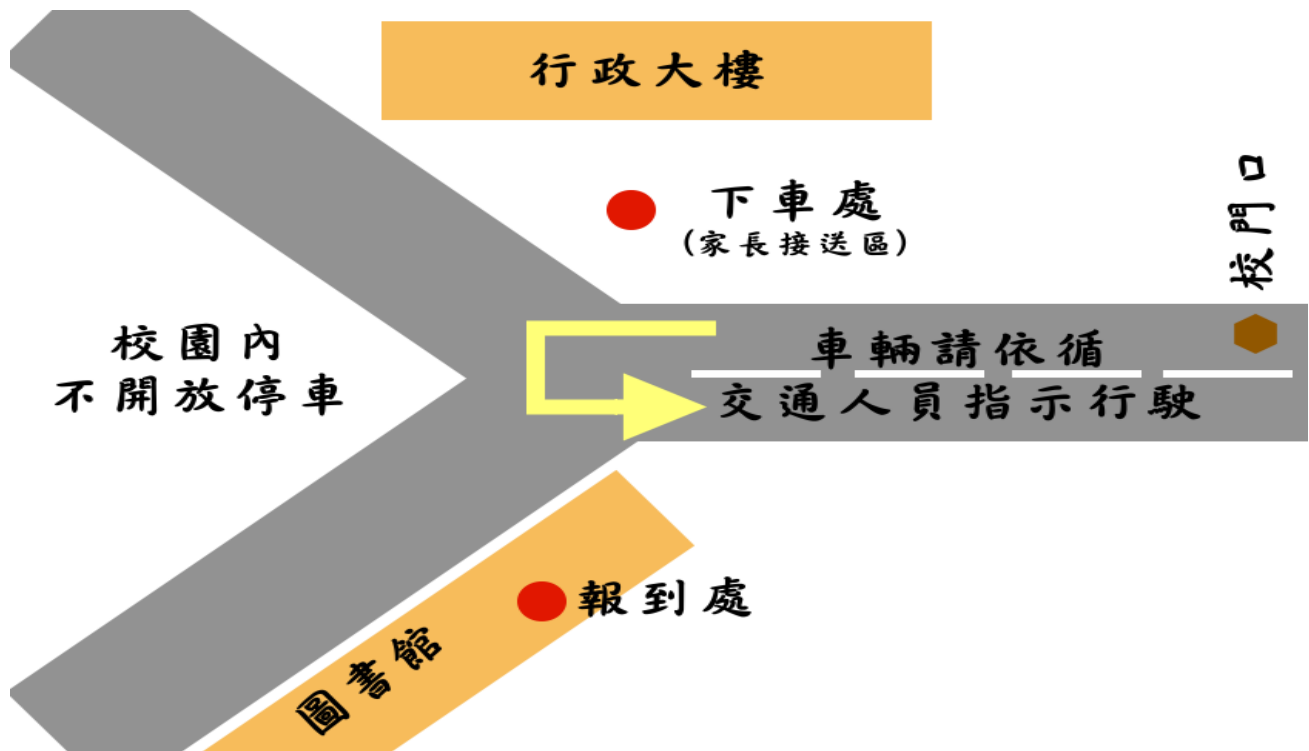 行政大樓
下車處
(家長接送區)
校門口
校園內
不開放停車
車輛請依循
交通人員指示行駛
報到處
圖書館